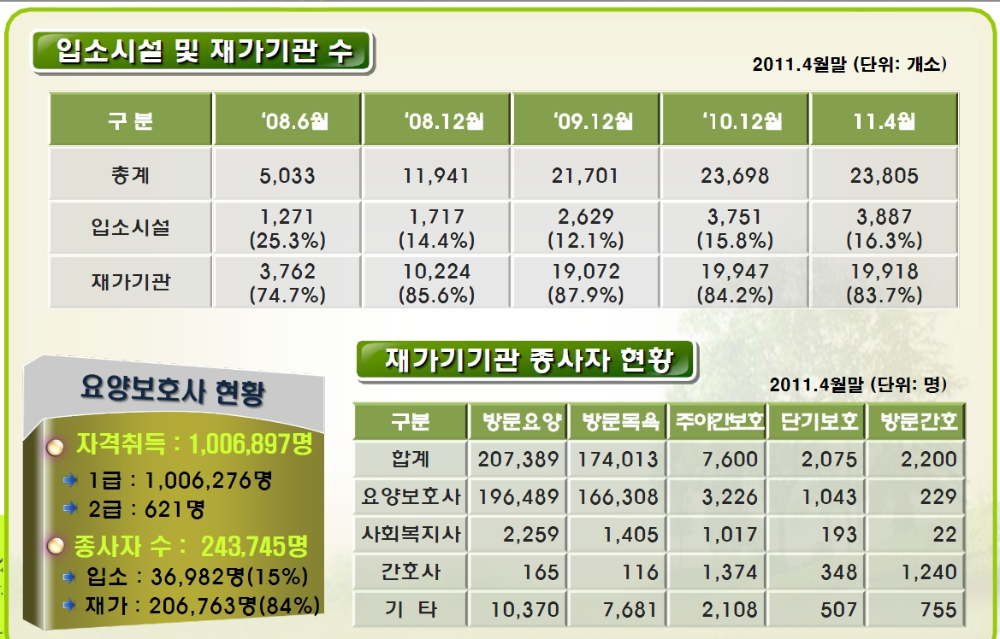 입소시설 및 재가기관 수
2011.4월말 (단위: 개소)
구 분 ‘08.6월 ‘08.12월 ‘09.12월 ‘10.12월 11.4월
총계 5,033 11,941 21,701 23,698 23,805
입소시설 1,271 (25.3%) 1,717 (14.4%) 2,629 (12.1%) 3,751 (15.8%) 3,887 (16.3%)
재가기관 3,762 (74.7%) 10,224 (85.6%) 19,072 (87.9%) 19,947 (84.2%) 19,918 (83.7%)
요양보호사 현황
자격취득 : 1,006,897명
1급 : 1,006,276명
2급 : 621명
종사자 수 : 243,745명
입소 : 36,982명(15%)
재가 : 206,763명(84%)
재가기기관 종사자 현황
2011.4월말 (단위: 명)
구분 방문요양 방문목욕 주야간보호 단기보호 방문간호
합계 207,389 174,013 7,600 2,075 2,200
요양보호사 196,489 166,308 3,226 1,043 229
사회복지사 2,259 1,405 1,017 193 22
간호사 165 116 1,374 348 1,240
기 타 10,370 7,681 2,108 507 755